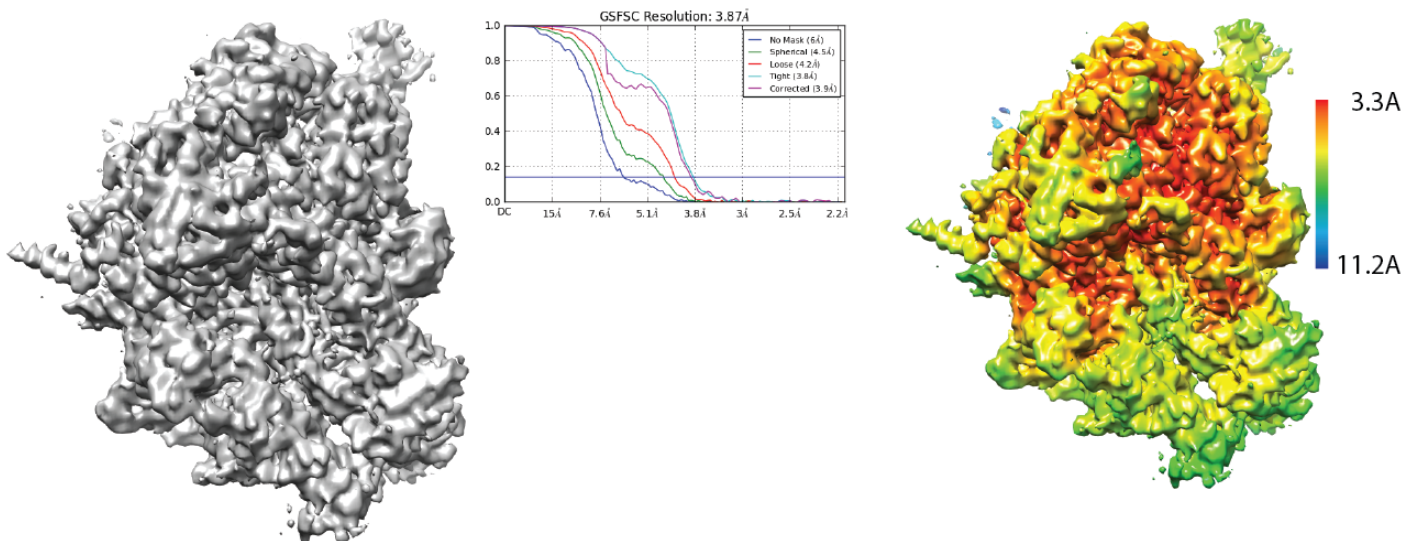 GSFSC Resolution: 3.87Å
1.0
0.8
0.6
0.4
0.2
0.0
No Mask (6Å)
Spherical (4.5Å)
Loose (4.2Å)
Tight (3.8Å)
Corrected (3.9Å)
DC 15Å 7.6Å 5.1Å 3.8Å 3Å 2.5Å 2.2Å
3.3A
11.2A